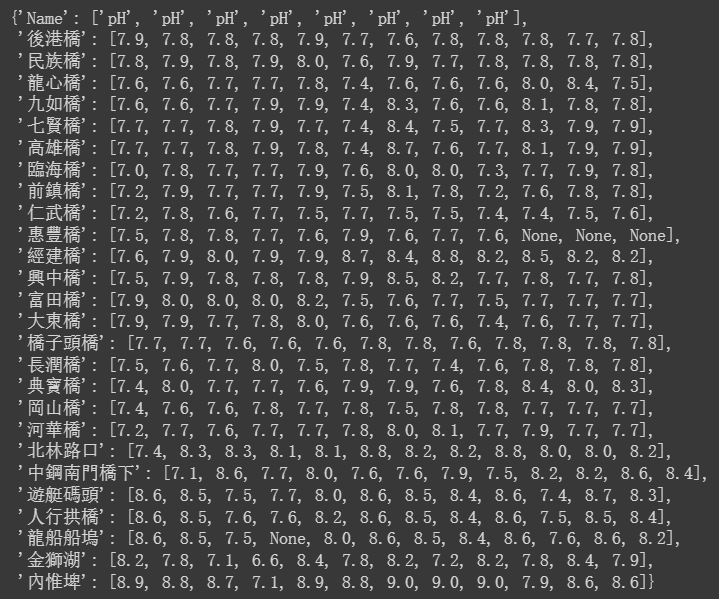 {'Name': ['pH', 'pH', 'pH', 'pH', 'pH', 'pH', 'pH', 'pH', 'pH'],
'後港橋': [7.9, 7.8, 7.8, 7.8, 7.9, 7.7, 7.6, 7.8, 7.8, 7.8, 7.7, 7.8],
'民族橋': [7.8, 7.9, 7.8, 7.9, 8.0, 7.6, 7.9, 7.7, 7.8, 7.8, 7.8, 7.8],
'龍心橋': [7.6, 7.6, 7.7, 7.7, 7.8, 7.4, 7.6, 7.6, 7.6, 8.0, 8.4, 7.5],
'九如橋': [7.6, 7.6, 7.7, 7.9, 7.9, 7.4, 8.3, 7.6, 7.6, 8.1, 7.8, 7.8],
'七賢橋': [7.7, 7.7, 7.8, 7.9, 7.7, 7.4, 8.4, 7.5, 7.7, 8.3, 7.9, 7.9],
'高雄橋': [7.7, 7.7, 7.8, 7.9, 7.8, 7.4, 8.7, 7.6, 7.7, 8.1, 7.9, 7.9],
'臨海橋': [7.0, 7.8, 7.7, 7.7, 7.9, 7.6, 8.0, 8.0, 7.3, 7.7, 7.9, 7.8],
'前鎮橋': [7.2, 7.9, 7.7, 7.7, 7.9, 7.5, 8.1, 7.8, 7.2, 7.6, 7.8, 7.8],
'仁武橋': [7.2, 7.8, 7.6, 7.7, 7.5, 7.7, 7.5, 7.5, 7.4, 7.4, 7.5, 7.6],
'惠豐橋': [7.5, 7.8, 7.8, 7.7, 7.6, 7.9, 7.6, 7.7, 7.6, None, None, None],
'經建橋': [7.6, 7.9, 8.0, 7.9, 7.9, 8.7, 8.4, 8.8, 8.2, 8.5, 8.2, 8.2],
'興中橋': [7.5, 7.9, 7.8, 7.8, 7.8, 7.9, 8.5, 8.2, 7.7, 7.8, 7.7, 7.8],
'富田橋': [7.9, 8.0, 8.0, 8.0, 8.2, 7.5, 7.6, 7.7, 7.5, 7.7, 7.7, 7.7],
'大東橋': [7.9, 7.9, 7.7, 7.8, 8.0, 7.6, 7.6, 7.6, 7.4, 7.6, 7.7, 7.7],
'橋子頭橋': [7.7, 7.7, 7.6, 7.6, 7.6, 7.8, 7.8, 7.6, 7.8, 7.8, 7.8, 7.8],
'長潤橋': [7.5, 7.6, 7.7, 8.0, 7.5, 7.8, 7.7, 7.4, 7.6, 7.8, 7.8, 7.8],
'典寶橋': [7.4, 8.0, 7.7, 7.7, 7.6, 7.9, 7.9, 7.6, 7.8, 8.4, 8.0, 8.3],
'岡山橋': [7.4, 7.6, 7.6, 7.8, 7.7, 7.8, 7.5, 7.8, 7.8, 7.7, 7.7, 7.7],
'河華橋': [7.2, 7.7, 7.6, 7.7, 7.7, 7.8, 8.0, 8.1, 7.7, 7.9, 7.7, 7.7],
'北林路口': [7.4, 8.3, 8.3, 8.1, 8.1, 8.8, 8.2, 8.2, 8.8, 8.0, 8.0, 8.2],
'中鋼南門橋下': [7.1, 8.6, 7.7, 8.0, 7.6, 7.6, 7.9, 7.5, 8.2, 8.2, 8.6, 8.4],
'遊艇碼頭': [8.6, 8.5, 7.5, 7.7, 8.0, 8.6, 8.5, 8.4, 8.6, 7.4, 8.7, 8.3],
'人行拱橋': [8.6, 8.5, 7.6, 7.6, 8.2, 8.6, 8.5, 8.4, 8.6, 7.5, 8.5, 8.4],
'龍船船塢': [8.6, 8.5, 7.5, None, 8.0, 8.6, 8.5, 8.4, 8.6, 7.6, 8.6, 8.2],
'金獅湖': [8.2, 7.8, 7.1, 6.6, 8.4, 7.8, 8.2, 7.2, 8.2, 7.8, 8.4, 7.9],
'內惟埤': [8.9, 8.8, 8.7, 7.1, 8.9, 8.8, 9.0, 9.0, 9.0, 7.9, 8.6, 8.6]}